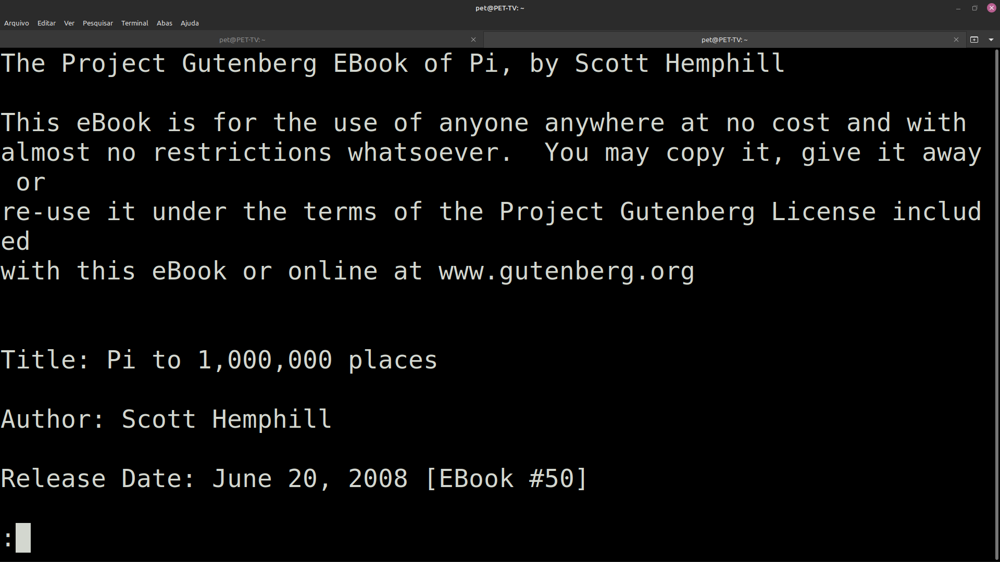 pet@PET-TV: ~
Arquivo Editar Ver Pesquisar Terminal Abas Ajuda
pet@PET-TV: ~ pet@PET-TV: ~
The Project Gutenberg EBook of Pi, by Scott Hemphill
This eBook is for the use of anyone anywhere at no cost and with
almost no restrictions whatsoever.  You may copy it, give it away
 or
re-use it under the terms of the Project Gutenberg License includ
ed
with this eBook or online at www.gutenberg.org
Title: Pi to 1,000,000 places
Author: Scott Hemphill
Release Date: June 20, 2008 [EBook #50]
: